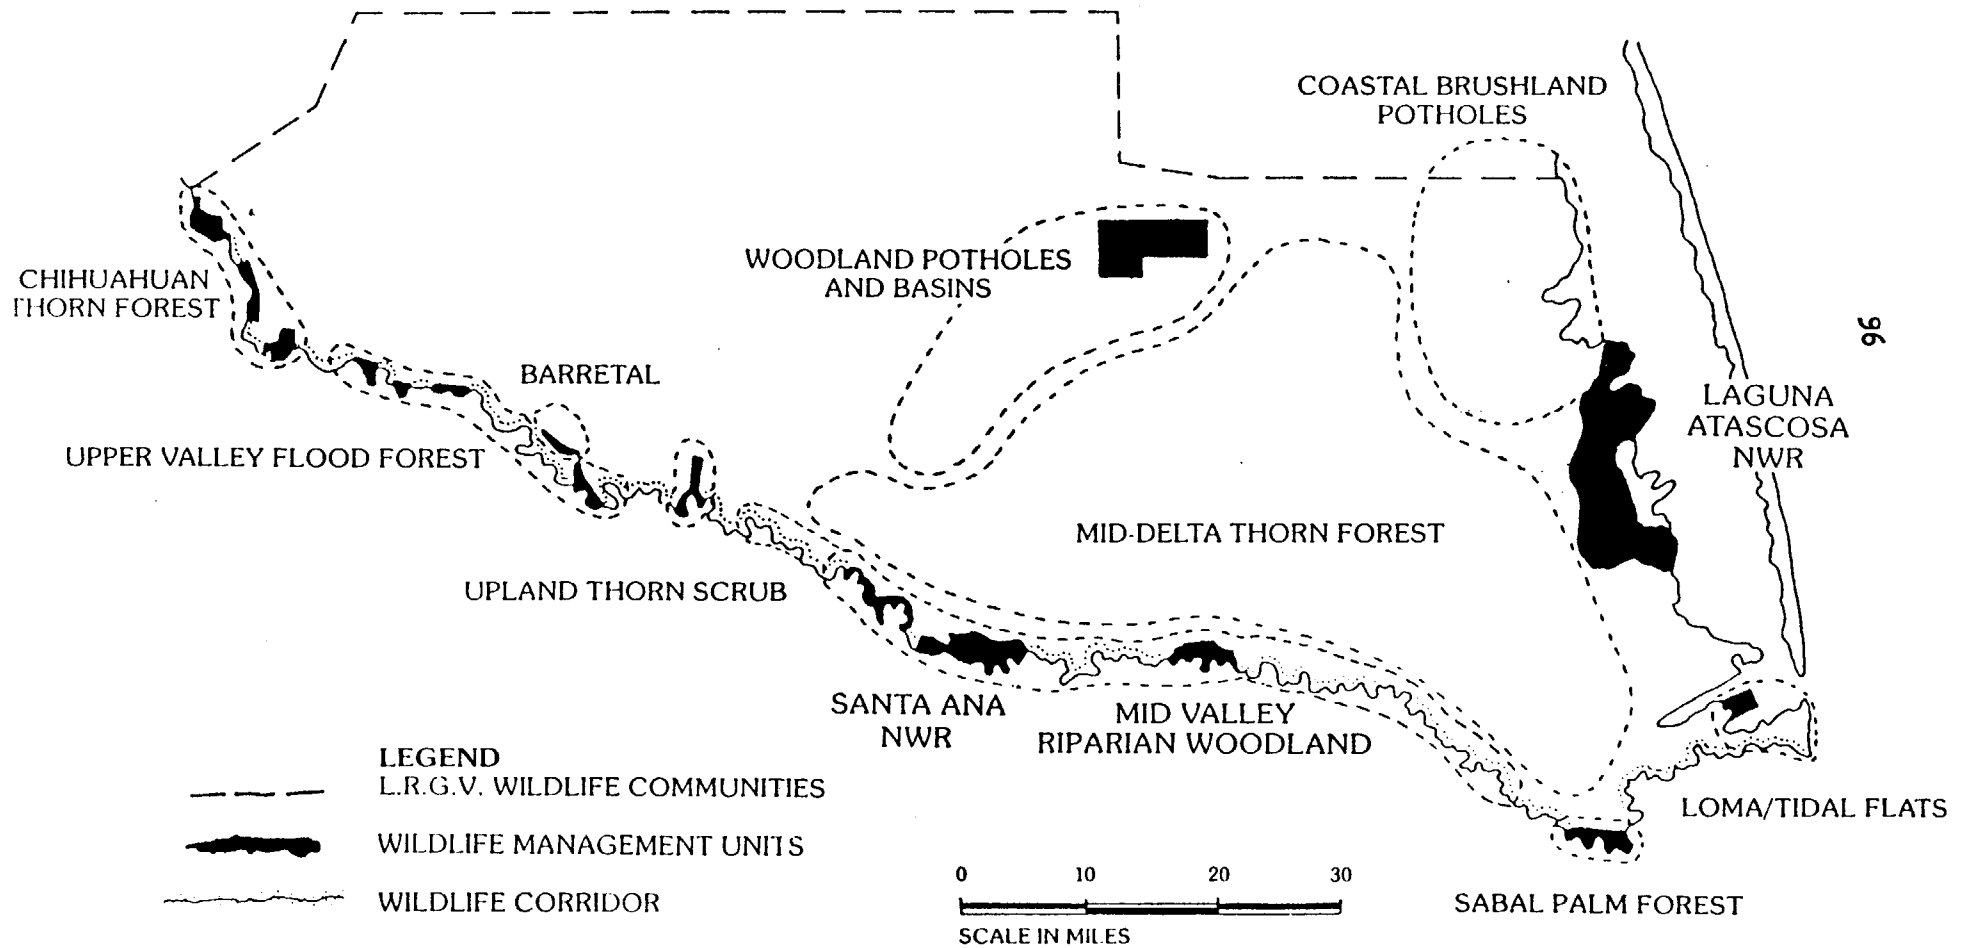 COASTAL BRUSHLAND
POTHOLES
WOODLAND POTHOLES
AND BASINS
CHIHUAHUAN
THORN FOREST
96
BARRETAL
LAGUNA
ATASCOSA
NWR
UPPER VALLEY FLOOD FOREST
MID-DELTA THORN FOREST
UPLAND THORN SCRUB
SANTA ANA
NWR
MID VALLEY
RIPARIAN WOODLAND
LEGEND
L.R.G.V. WILDLIFE COMMUNITIES
WILDLIFE MANAGEMENT UNITS
WILDLIFE CORRIDOR
LOMA/TIDAL FLATS
0 10 20 30
SCALE IN MILES
SABAL PALM FOREST